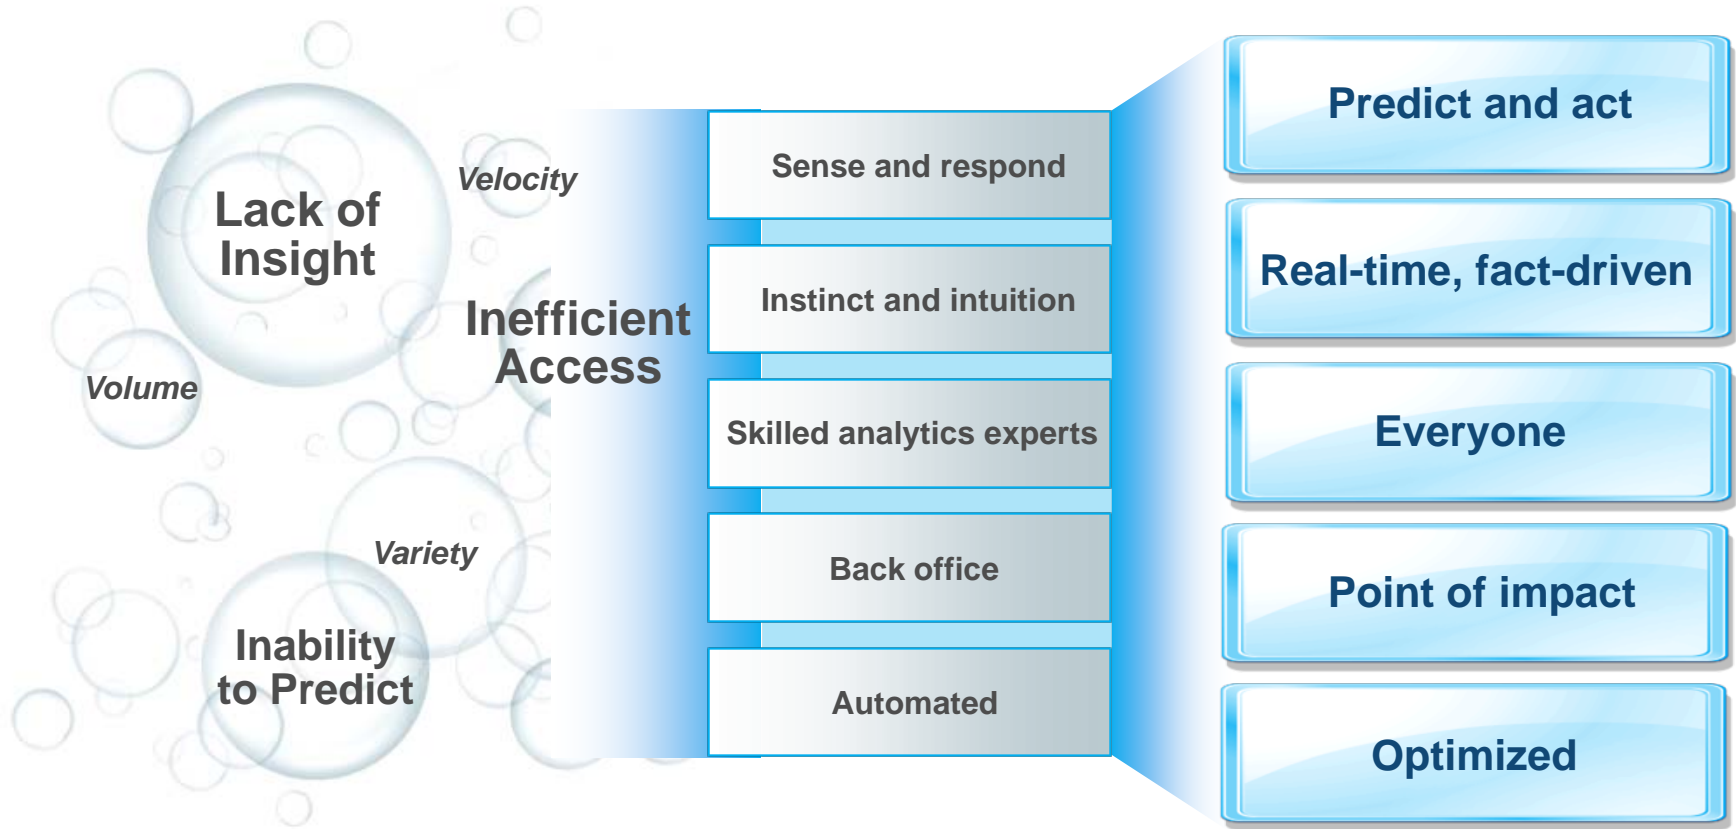 Lack of
Insight
Velocity
Inefficient
Access
Volume
Variety
Inability
to Predict
Sense and respond
Instinct and intuition
Skilled analytics experts
Back office
Automated
Predict and act
Real-time, fact-driven
Everyone
Point of impact
Optimized